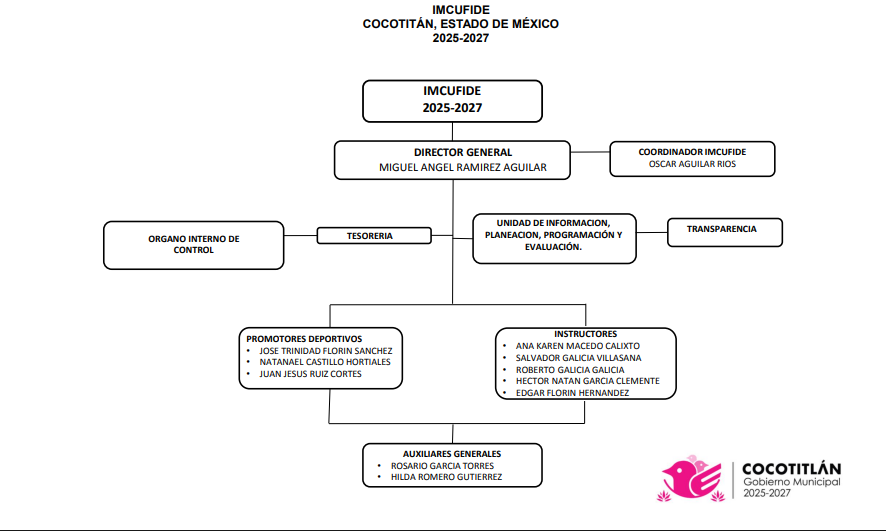 IMCUFIDE
COCOTITÁN, ESTADO DE MÉXICO
2025-2027
IMCUFIDE
2025-2027
DIRECTOR GENERAL
MIGUEL ANGEL RAMIREZ AGUILAR
COORDINADOR IMCUFIDE
OSCAR AGUILAR RIOS
ORGANO INTERNO DE
CONTROL
TESORERIA
UNIDAD DE INFORMACION,
PLANEACION, PROGRAMACIÓN Y
EVALUACIÓN.
TRANSPARENCIA
PROMOTORES DEPORTIVOS
• JOSE TRINIDAD FLORIN SANCHEZ
• NATANAEL CASTILLO HORTIALES
• JUAN JESUS RUIZ CORTES
INSTRUCTORES
• ANA KAREN MACEDO CALIXTO
• SALVADOR GALICIA VILLASANA
• ROBERTO GALICIA GALICIA
• HECTOR NATAN GARCIA CLEMENTE
• EDGAR FLORIN HERNANDEZ
AUXILIARES GENERALES
• ROSARIO GARCIA TORRES
• HILDA ROMERO GUTIERREZ
COCOTITLÁN
Gobierno Municipal
2025-2027